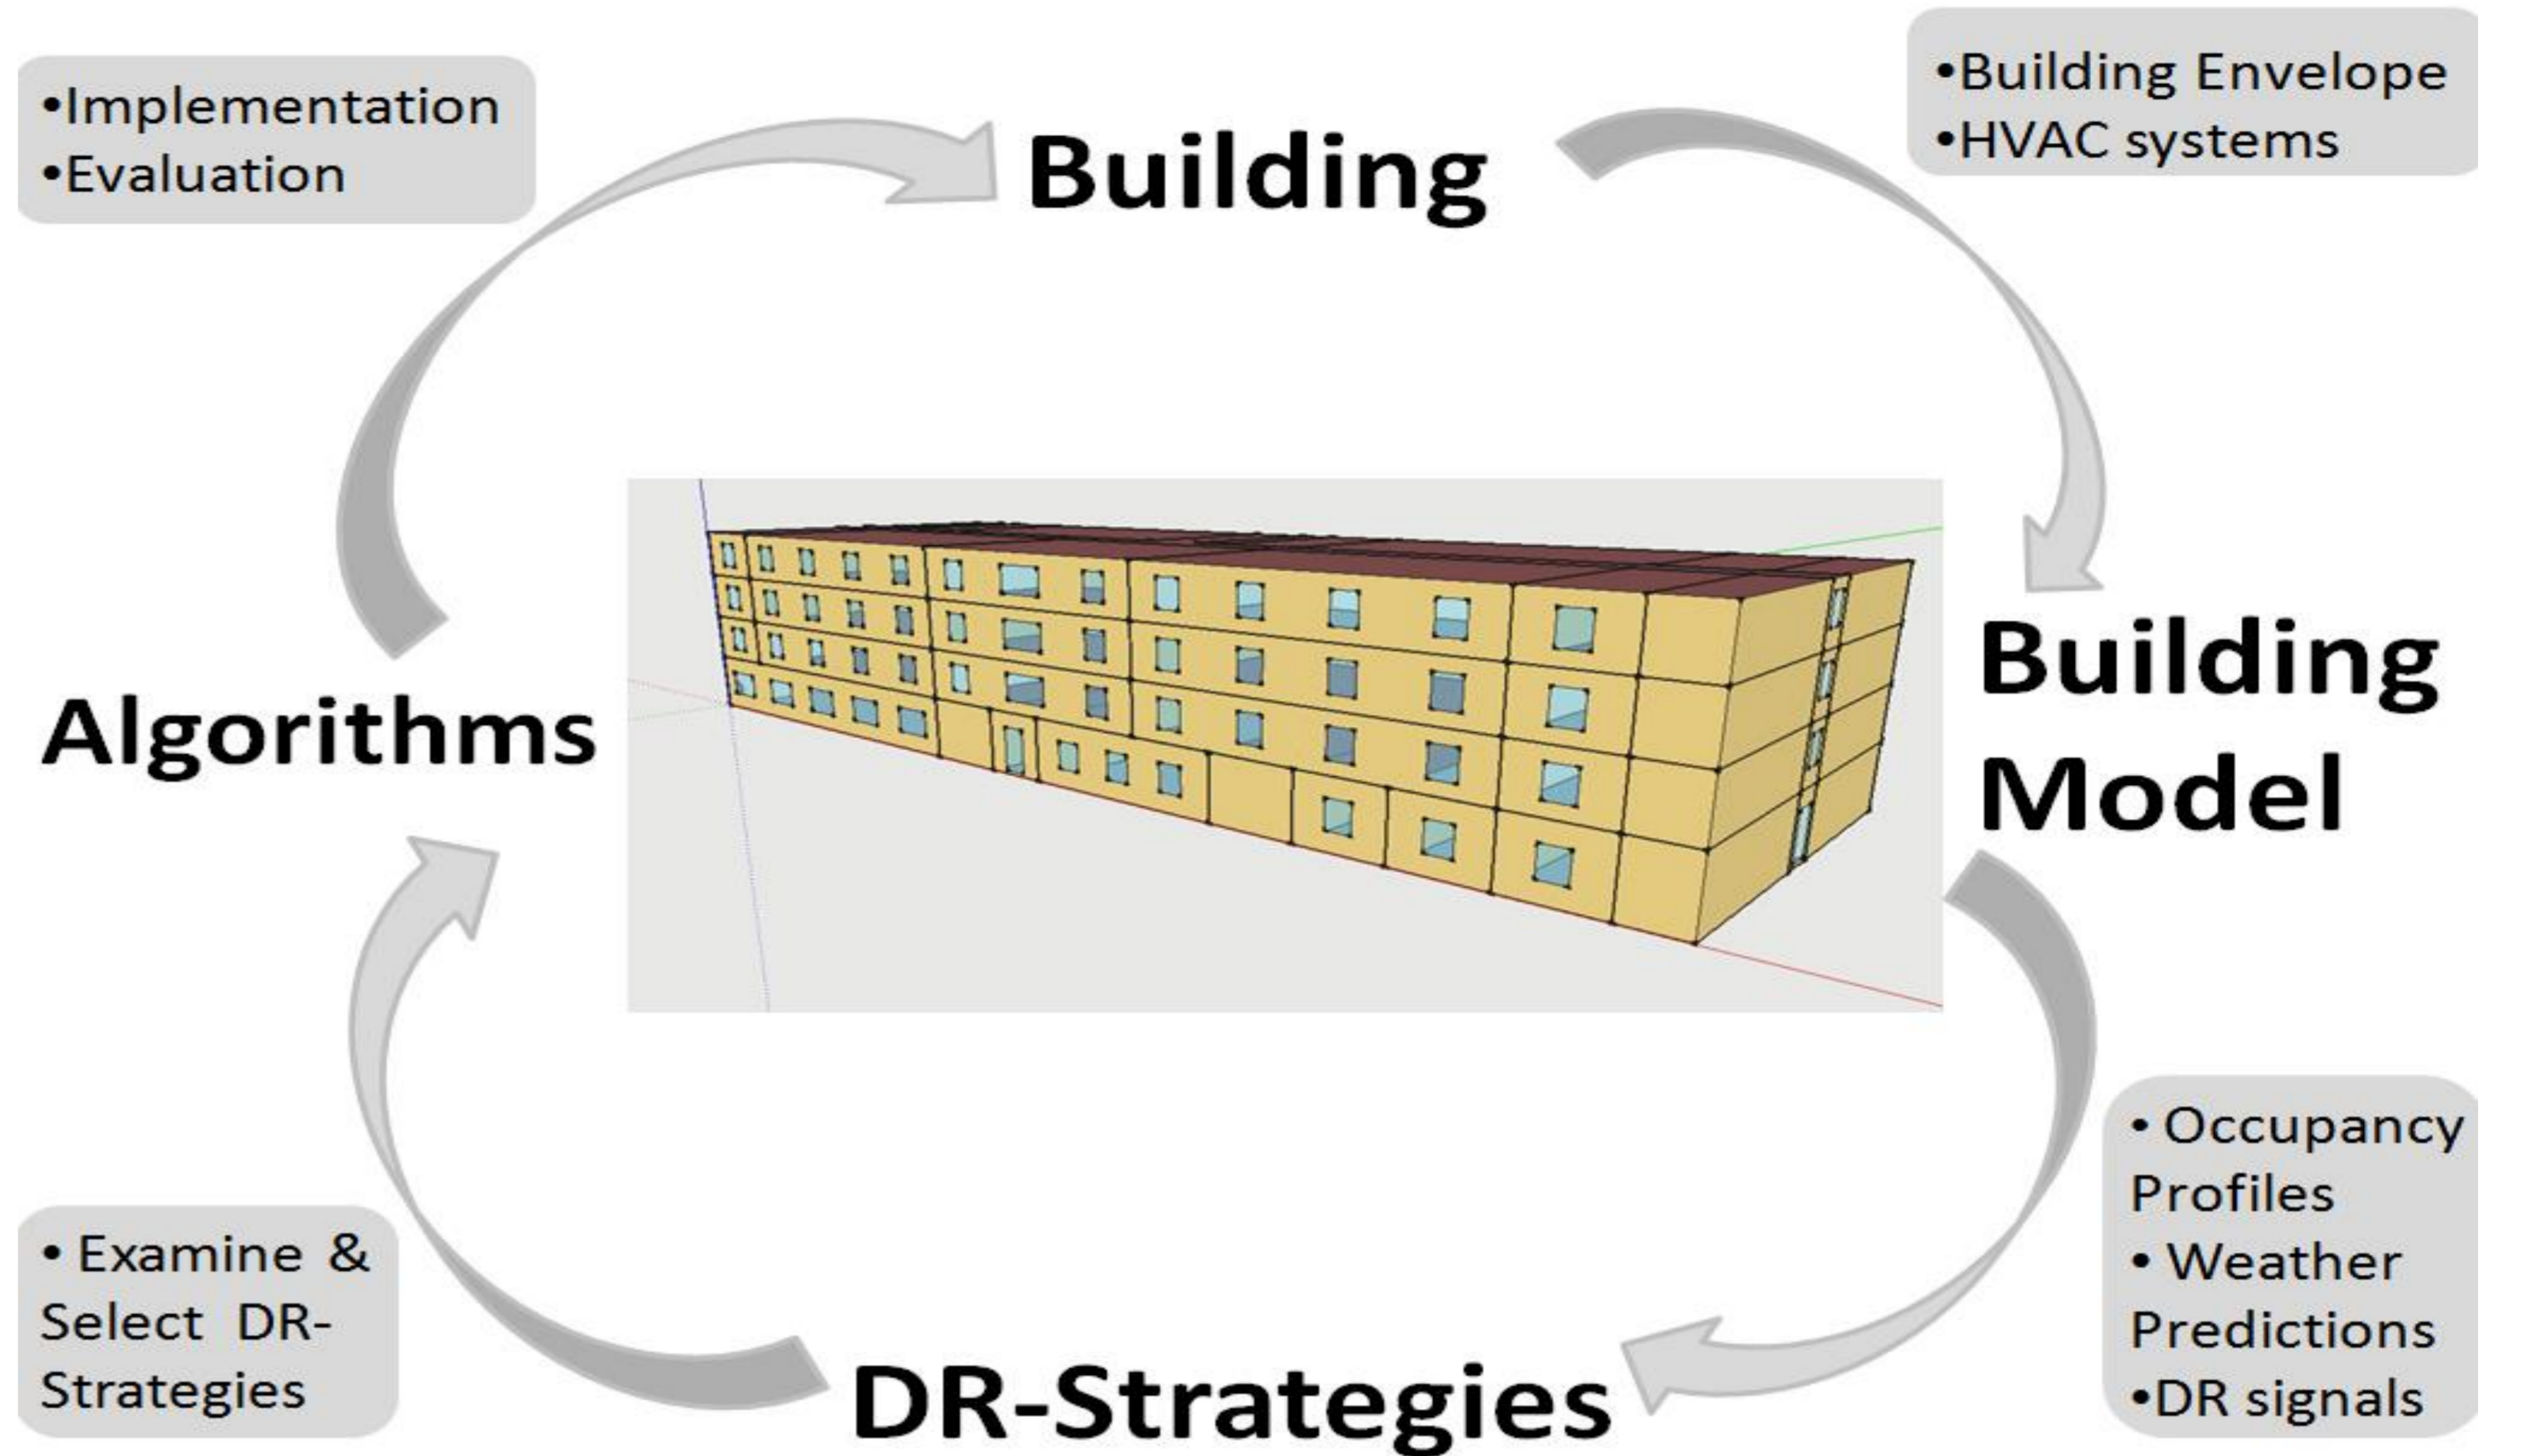 •Implementation
•Evaluation
Building
•Building Envelope
•HVAC systems
Algorithms
Building
Model
• Examine & 
Select DR-
Strategies
DR-Strategies
• Occupancy
Profiles
• Weather
Predictions
•DR signals